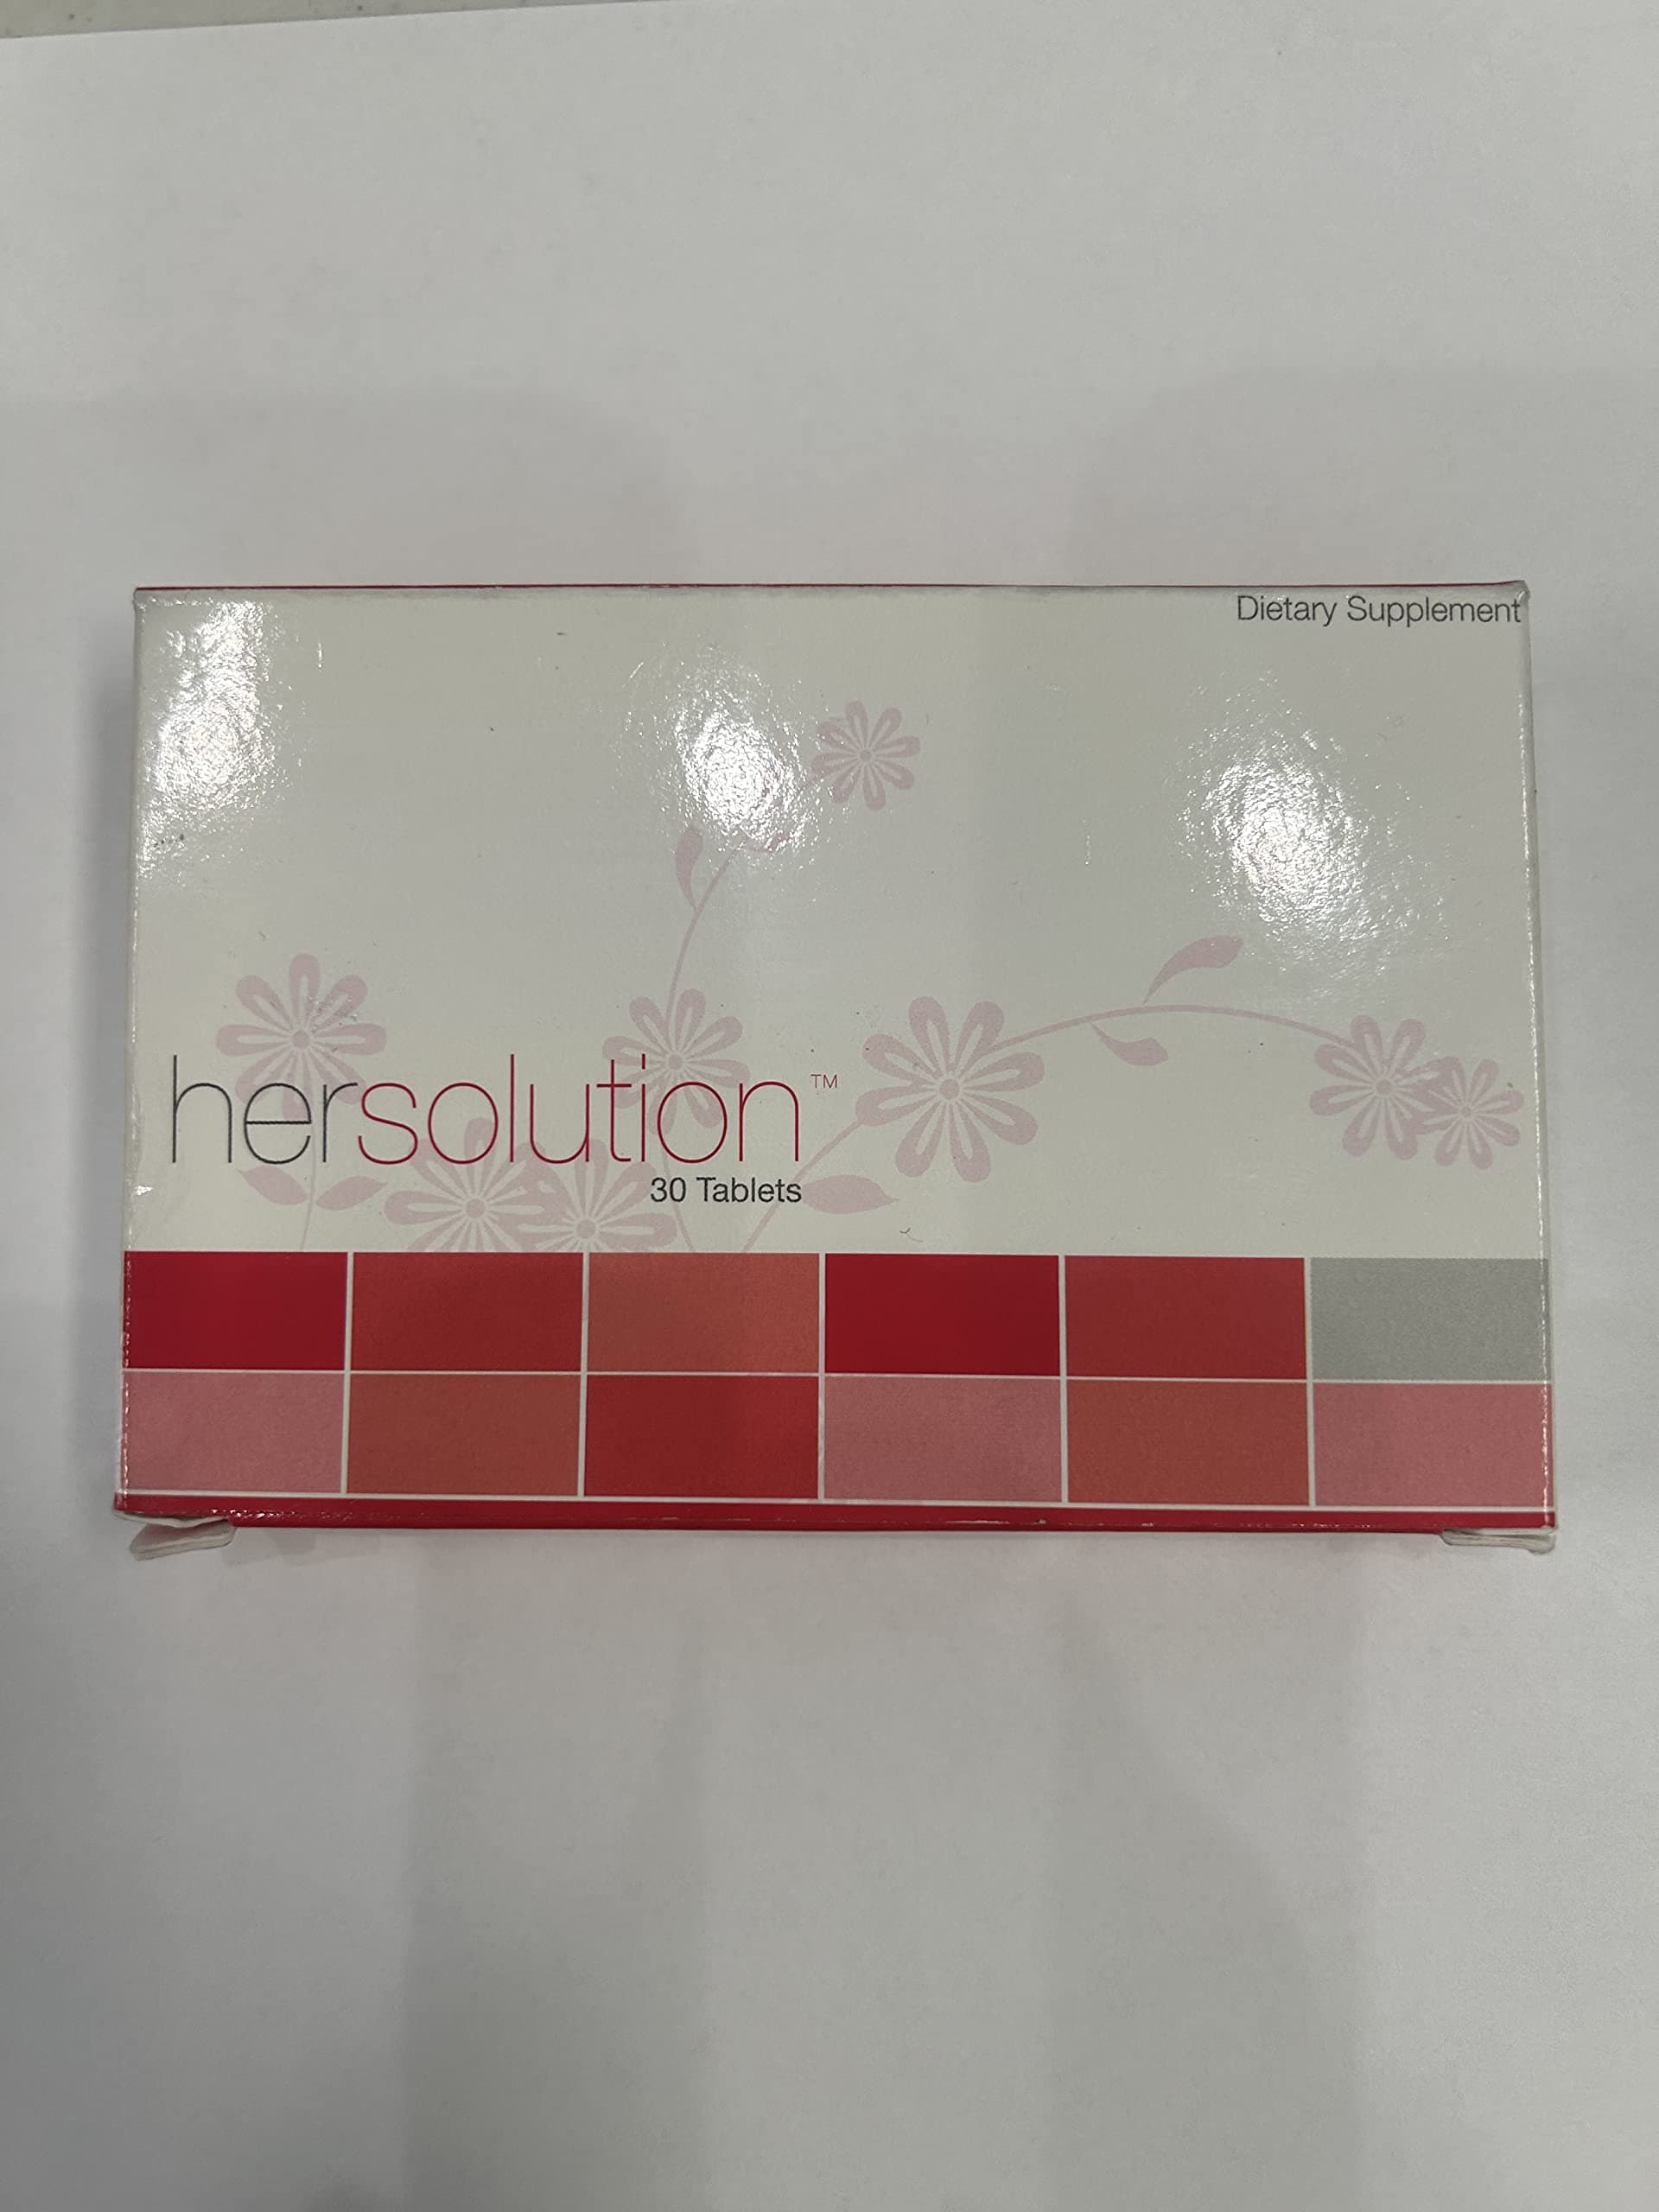 Dietary Supplement
hersolution™
30 Tablets